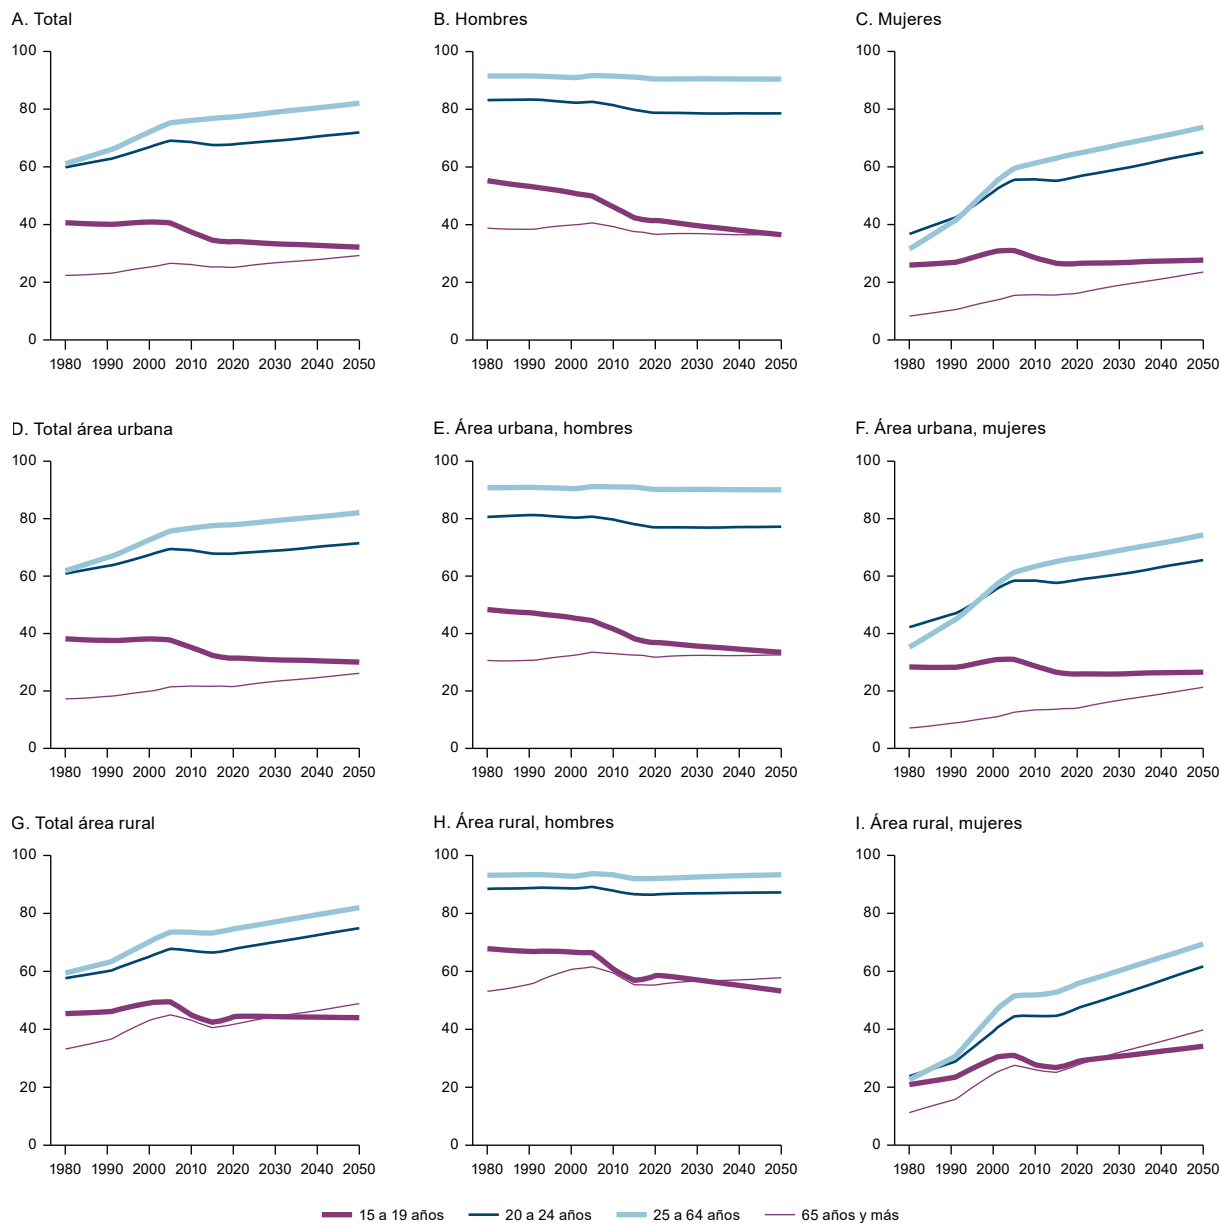 A. Total
B. Hombres
C. Mujeres
100
80
60
40
20
0
1980 1990 2000 2010 2020 2030 2040 2050
100
80
60
40
20
0
1980 1990 2000 2010 2020 2030 2040 2050
100
80
60
40
20
0
1980 1990 2000 2010 2020 2030 2040 2050
D. Total área urbana
E. Área urbana, hombres
F. Área urbana, mujeres
100
80
60
40
20
0
1980 1990 2000 2010 2020 2030 2040 2050
100
80
60
40
20
0
1980 1990 2000 2010 2020 2030 2040 2050
100
80
60
40
20
0
1980 1990 2000 2010 2020 2030 2040 2050
G. Total área rural
H. Área rural, hombres
I. Área rural, mujeres
100
80
60
40
20
0
1980 1990 2000 2010 2020 2030 2040 2050
100
80
60
40
20
0
1980 1990 2000 2010 2020 2030 2040 2050
100
80
60
40
20
0
1980 1990 2000 2010 2020 2030 2040 2050
15 a 19 años 20 a 24 años 25 a 64 años 65 años y más